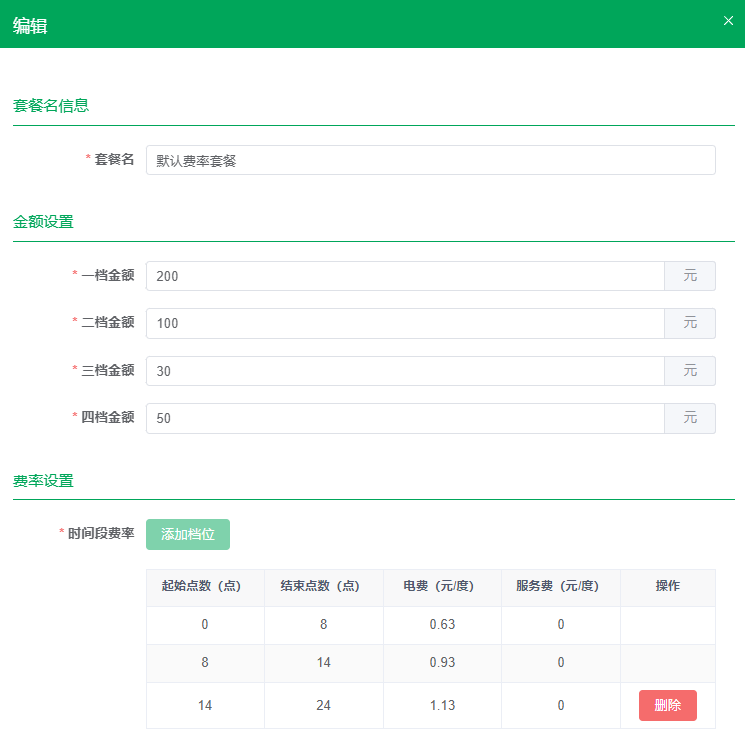 编辑
套餐名信息
* 套餐名 默认费率套餐
金额设置
* 一档金额 200 元
* 二档金额 100 元
* 三档金额 30 元
* 四档金额 50 元
费率设置
* 时间段费率 添加档位
起始点数（点） 结束点数（点） 电费（元/度） 服务费（元/度） 操作
0 8 0.63 0
8 14 0.93 0
14 24 1.13 0 删除